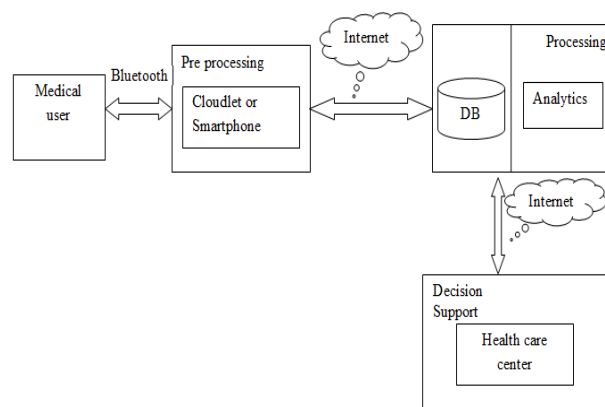 Medical
user
Bluetooth
Pre processing
Cloudlet or
Smartphone
Internet
Processing
DB
Analytics
Internet
Decision
Support
Health care
center